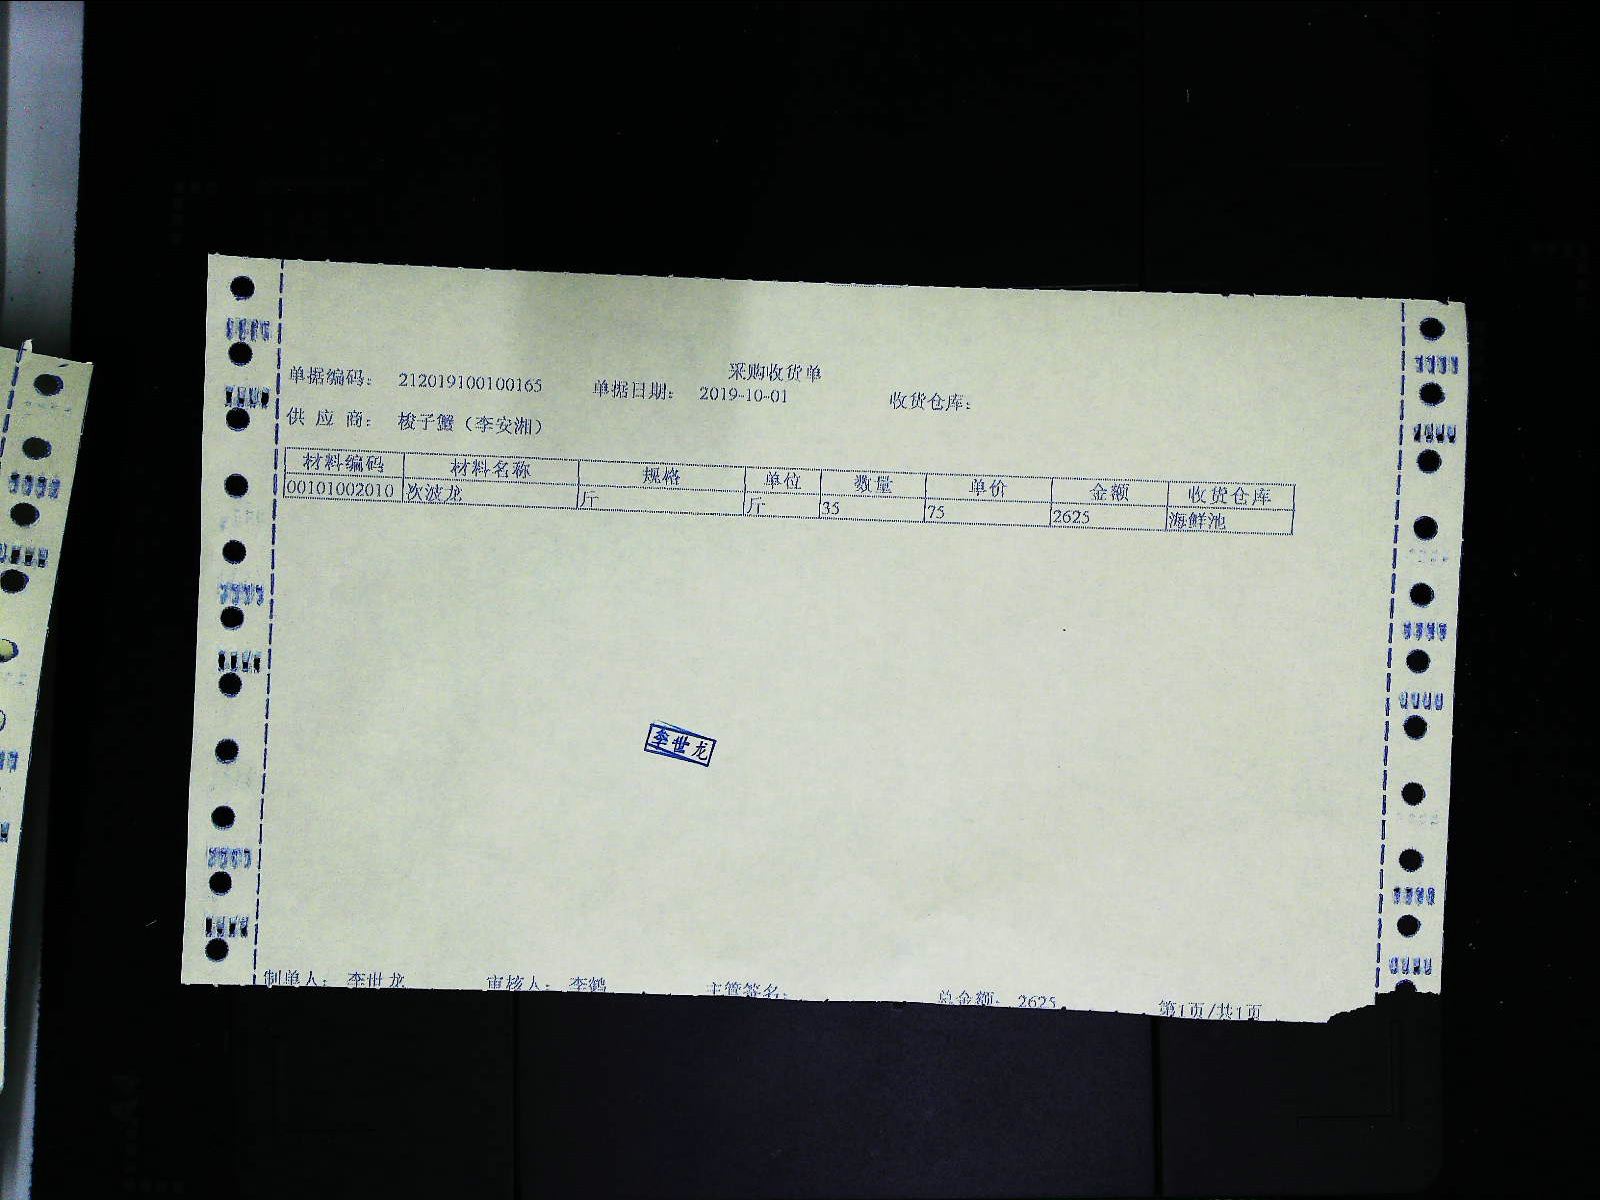 采购收货单
单据编码： 212019100100165 单据日期： 2019-10-01 收货仓库：
供 应 商： 梭子蟹（李安湘）
材料编码 材料名称 规格 单位 数量 单价 金额 收货仓库
00101002010 次波龙 斤 斤 35 75 2625 海鲜池
李世龙
制单人： 李世龙 审核人： 李鹤 主管签名： 总金额： 2625 第1页/共1页